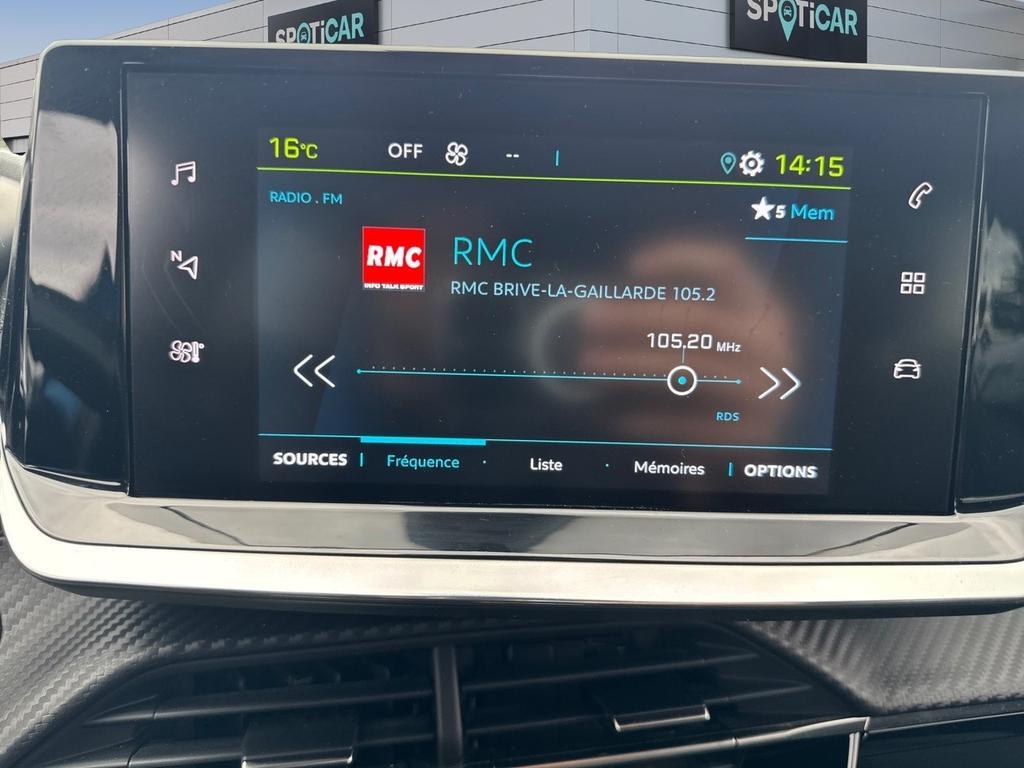 SPOTiCAR
SPOTiCAR
16°C OFF -- 14:15
RADIO . FM
5 Mem
RMC
INFO TALK SPORT
RMC
RMC BRIVE-LA-GAILLARDE 105.2
105.20 MHz
N
RDS
SOURCES Fréquence · Liste · Mémoires OPTIONS